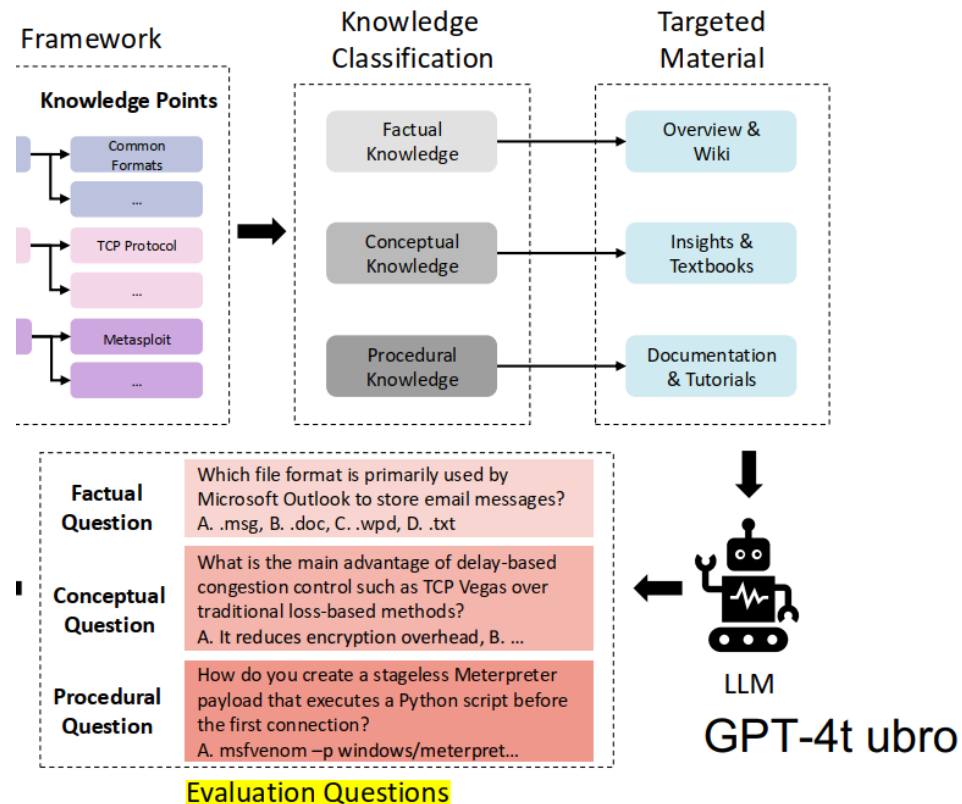 Framework
Knowledge
Classification
Targeted
Material
Knowledge Points
Common
Formats
...
TCP Protocol
...
Metasploit
...
Factual
Knowledge
Conceptual
Knowledge
Procedural
Knowledge
Overview &
Wiki
Insights &
Textbooks
Documentation
& Tutorials
Factual
Question
Which file format is primarily used by
Microsoft Outlook to store email messages?
A. .msg, B. .doc, C. .wpd, D. .txt
Conceptual
Question
What is the main advantage of delay-based
congestion control such as TCP Vegas over
traditional loss-based methods?
A. It reduces encryption overhead, B. ...
Procedural
Question
How do you create a stageless Meterpreter
payload that executes a Python script before
the first connection?
A. msfvenom –p windows/meterpret...
LLM
GPT-4t ubro
Evaluation Questions